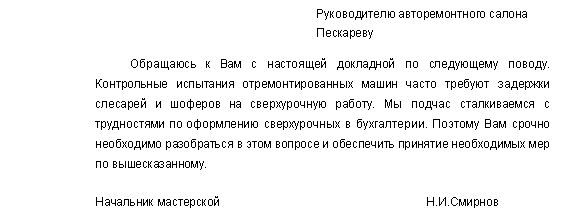 Руководителю авторемонтного салона
Пескареву
Обращаюсь к Вам с настоящей докладной по следующему поводу.
Контрольные испытания отремонтированных машин часто требуют задержки
слесарей и шоферов на сверхурочную работу. Мы подчас сталкиваемся с
трудностями по оформлению сверхурочных в бухгалтерии. Поэтому Вам срочно
необходимо разобраться в этом вопросе и обеспечить принятие необходимых мер
по вышесказанному.
Начальник мастерской Н.И.Смирнов